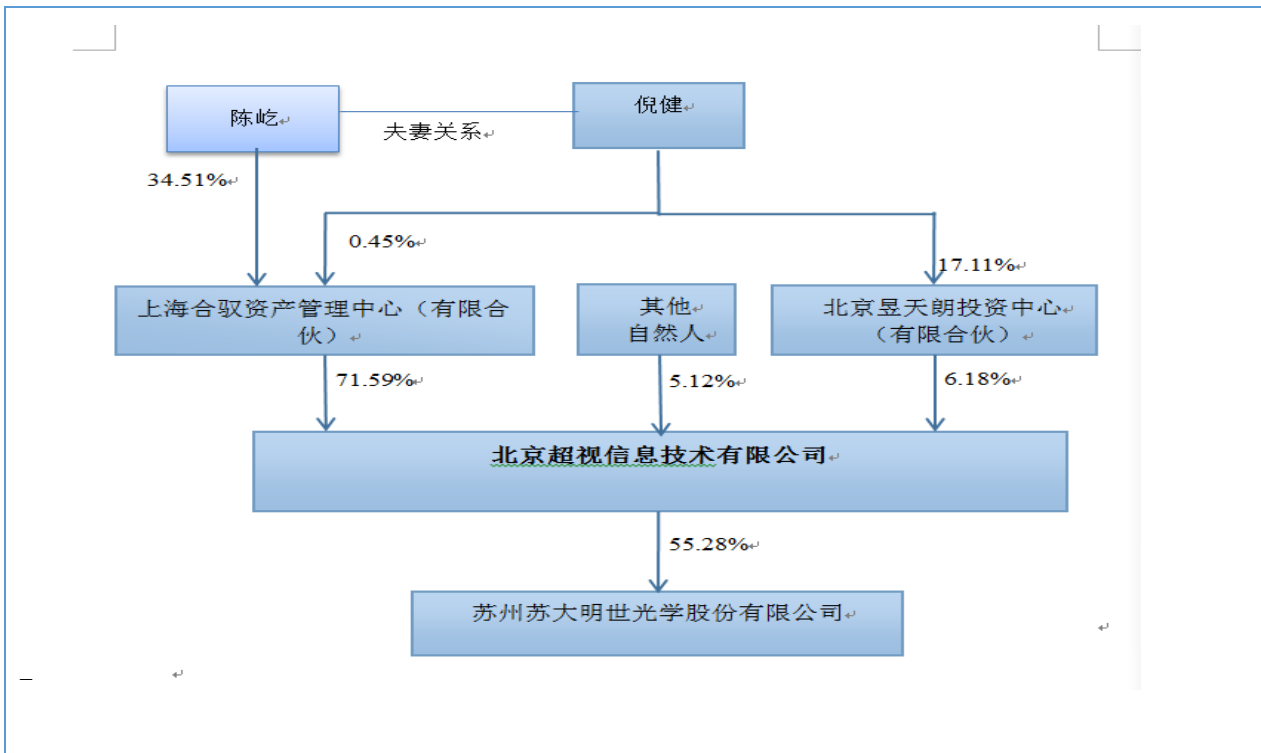 陈屹
倪健
夫妻关系
34.51%
0.45%
17.11%
上海合驭资产管理中心（有限合
伙）
其他
自然人
北京昱天朗投资中心
（有限合伙）
71.59%
5.12%
6.18%
北京超视信息技术有限公司
55.28%
苏州苏大明世光学股份有限公司